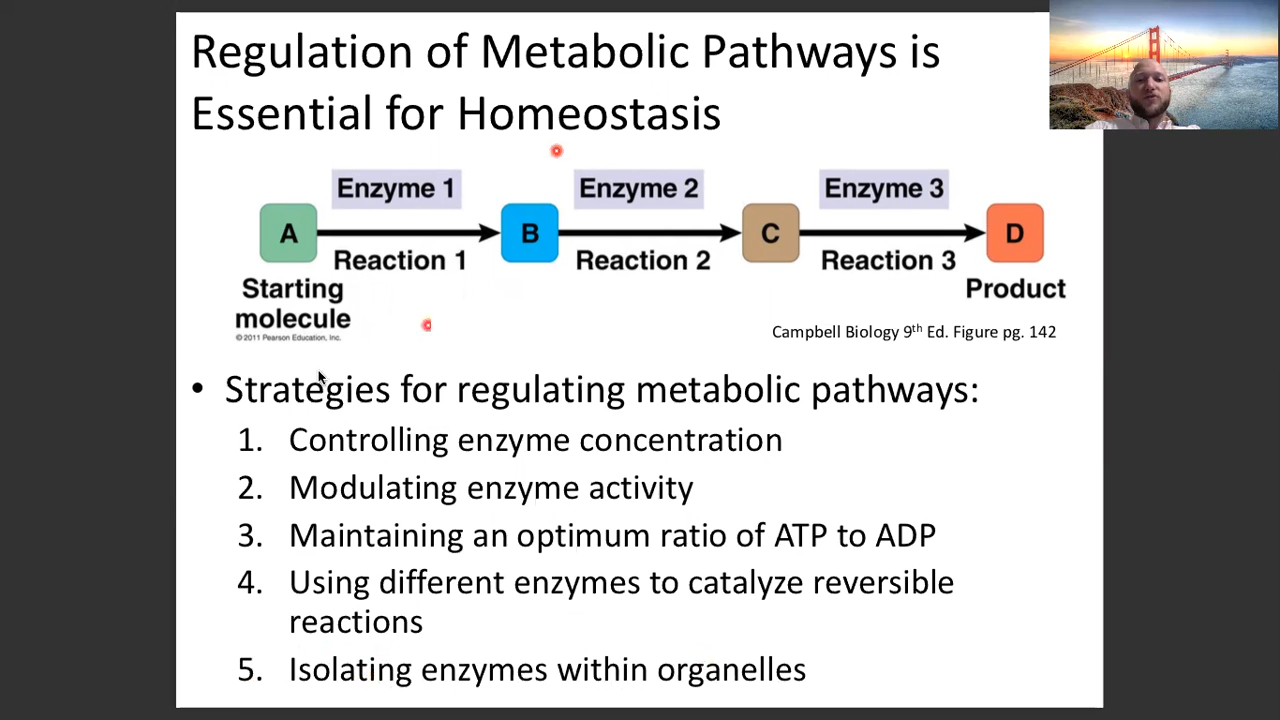 Regulation of Metabolic Pathways is
Essential for Homeostasis
Enzyme 1
Enzyme 2
Enzyme 3
A
B
C
D
Reaction 1
Reaction 2
Reaction 3
Starting
molecule
Product
© 2011 Pearson Education, Inc.
Campbell Biology 9th Ed. Figure pg. 142
• Strategies for regulating metabolic pathways:
1. Controlling enzyme concentration
2. Modulating enzyme activity
3. Maintaining an optimum ratio of ATP to ADP
4. Using different enzymes to catalyze reversible
reactions
5. Isolating enzymes within organelles